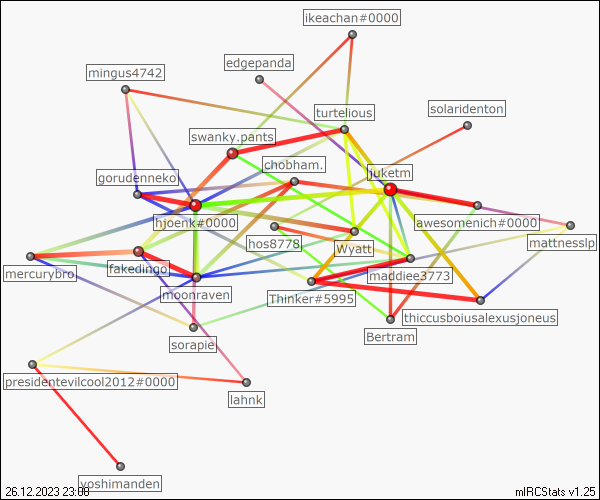 ikeachan#0000
edgepanda
mingus4742
turtelious
solaridenton
swanky.pants
chobham.
juketm
gorudenneko
hjoenk#0000
awesomenich#0000
hos8778
Wyatt
mattnesslp
mercurybro
fakedingo
maddiee3773
moonraven
Thinker#5995
thiccusboiusalexusjoneus
sorapie
Bertram
presidentevilcool2012#0000
lahnk
yoshimanden
26.12.2023 23:08
mIRCStats v1.25